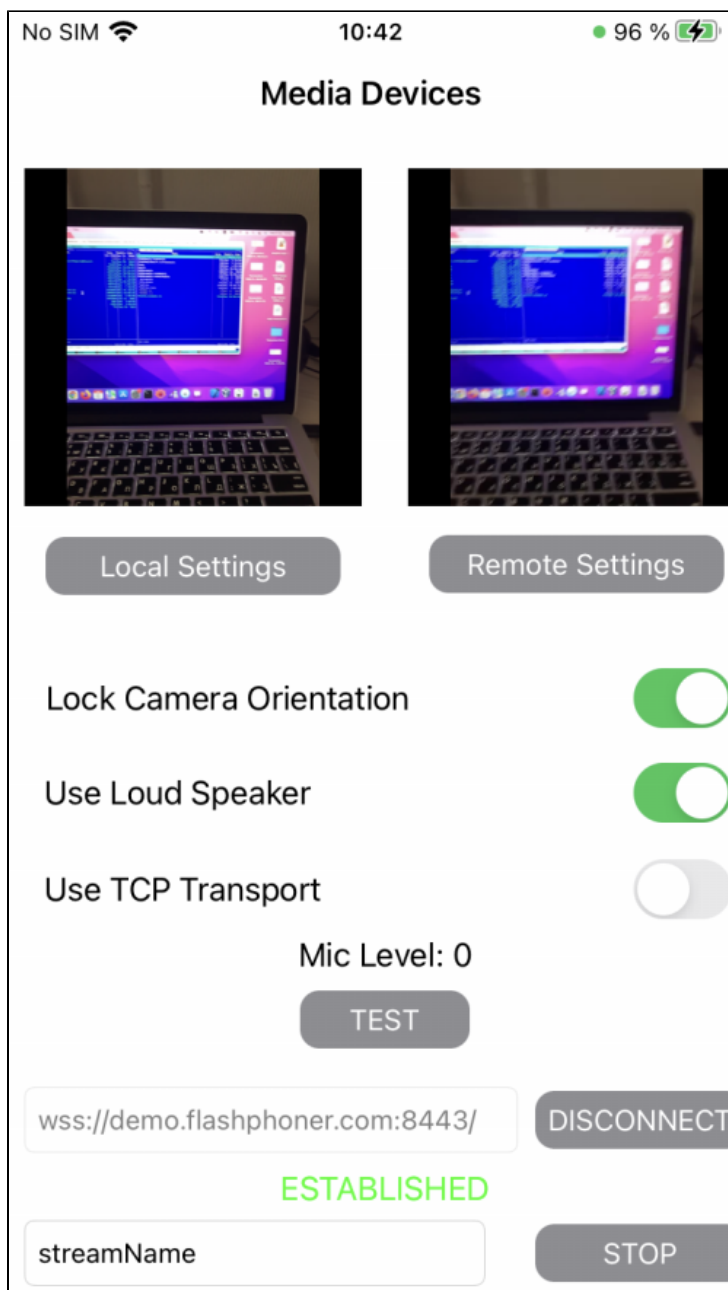 No SIM 10:42 96 %
Media Devices
Local Settings Remote Settings
Lock Camera Orientation
Use Loud Speaker
Use TCP Transport
Mic Level: 0
TEST
wss://demo.flashphoner.com:8443/ DISCONNECT
ESTABLISHED
streamName STOP